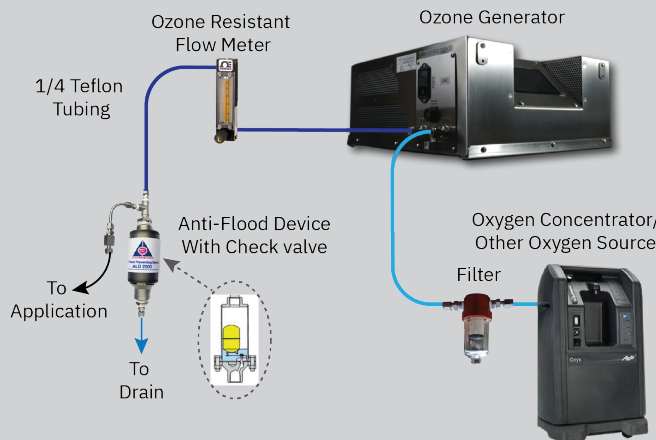 Ozone Resistant
Flow Meter
Ozone Generator
1/4 Teflon
Tubing
Anti-Flood Device
With Check valve
Oxygen Concentrator/
Other Oxygen Source
Filter
To
Application
To
Drain
Onyx